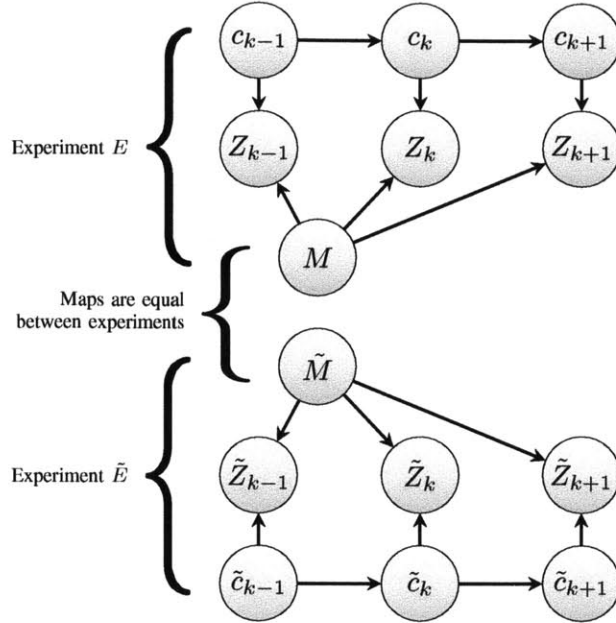 c_{k-1} c_k c_{k+1}
Z_{k-1} Z_k Z_{k+1}
Experiment E
M
Maps are equal
between experiments
M̃
Experiment Ẽ
Z̃_{k-1} Z̃_k Z̃_{k+1}
c̃_{k-1} c̃_k c̃_{k+1}